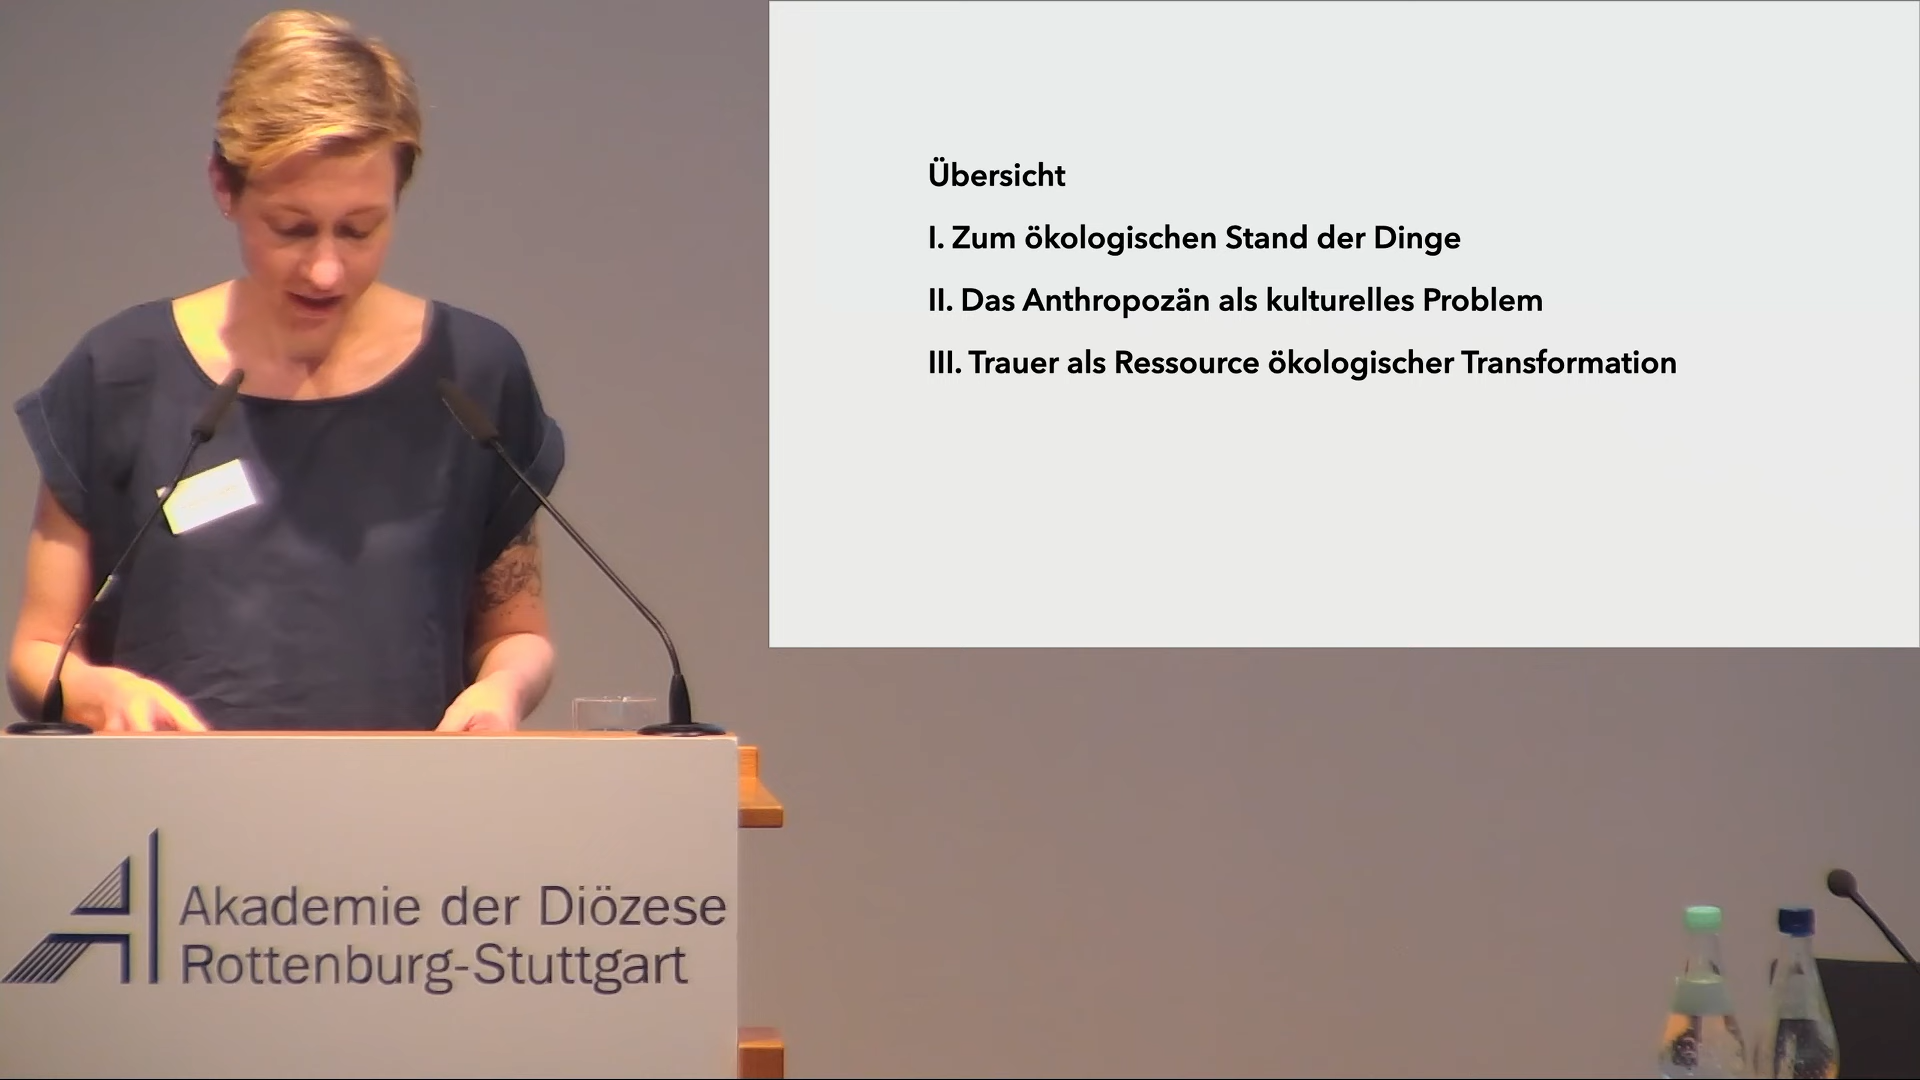 Übersicht
I. Zum ökologischen Stand der Dinge
II. Das Anthropozän als kulturelles Problem
III. Trauer als Ressource ökologischer Transformation
Akademie der Diözese
Rottenburg-Stuttgart